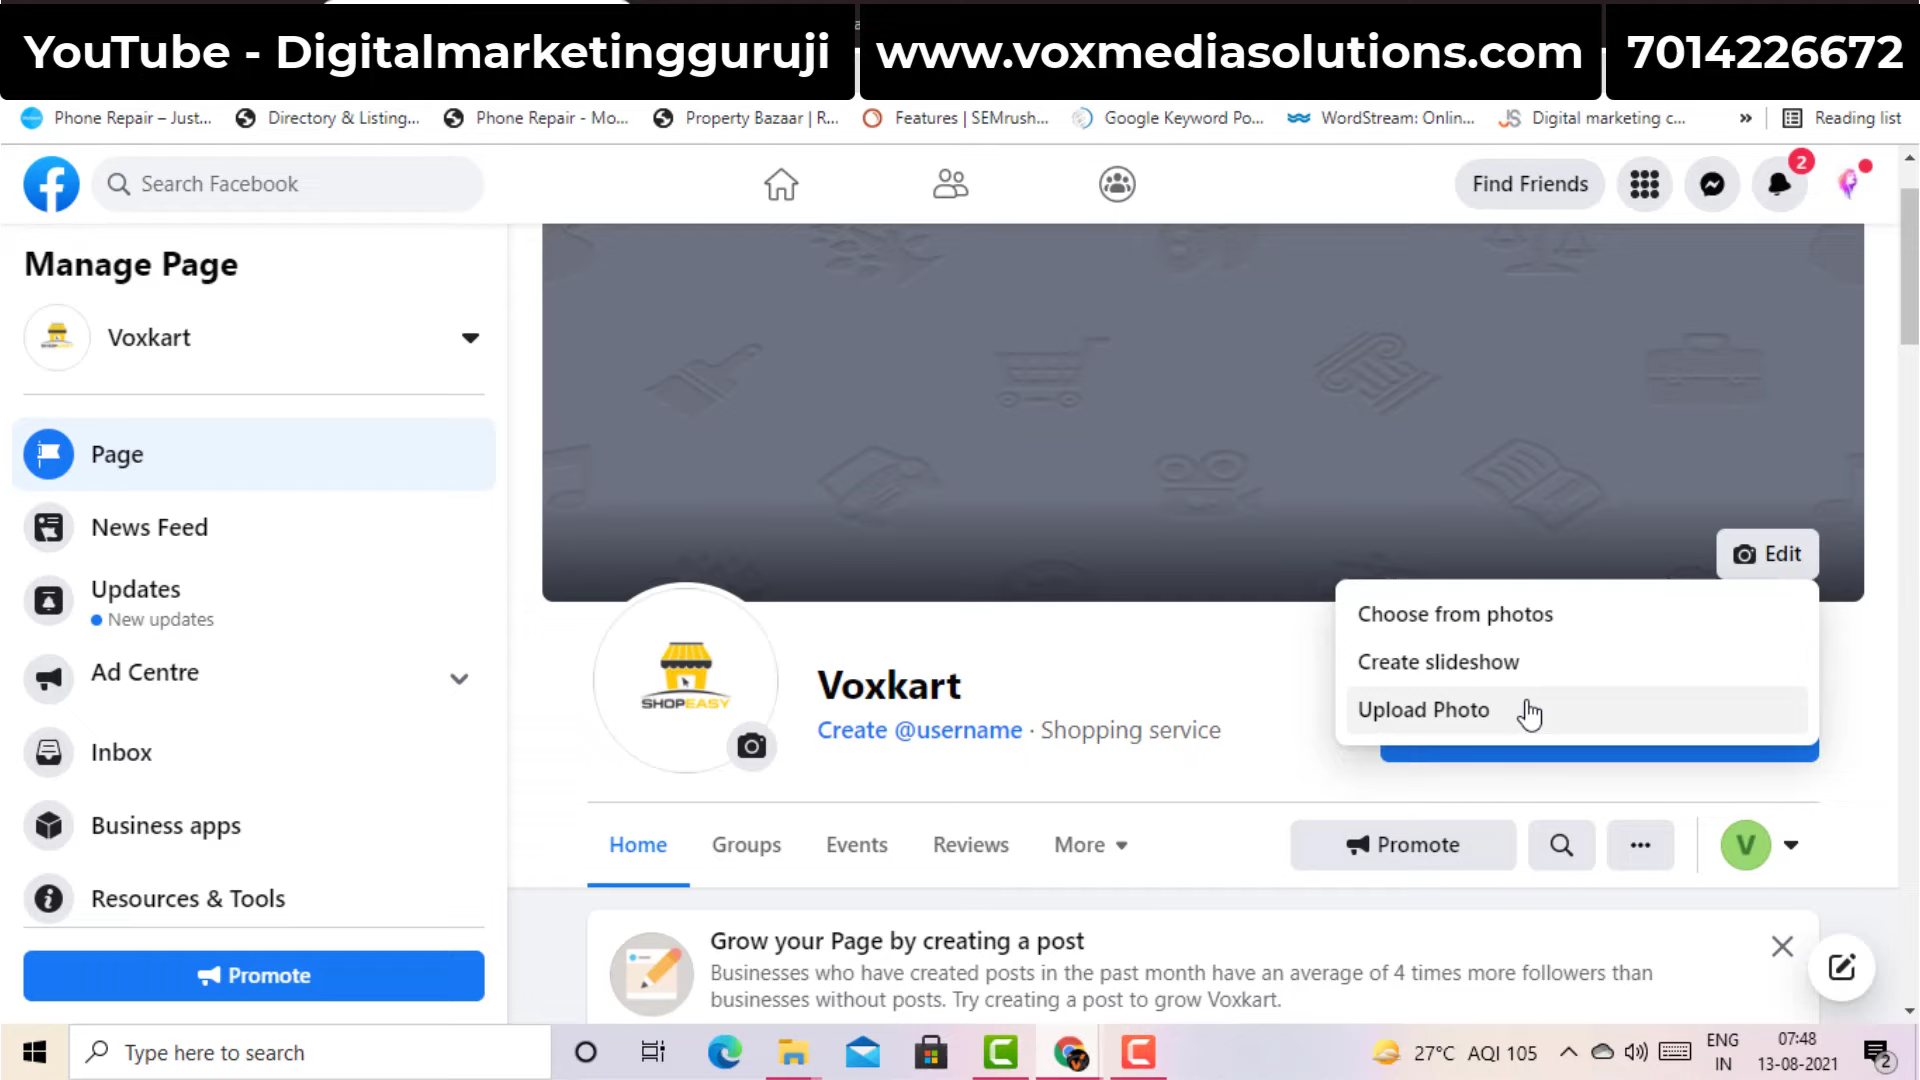 YouTube - Digitalmarketingguruji
www.voxmediasolutions.com
7014226672
Phone Repair – Just...
Directory & Listing...
Phone Repair - Mo...
Property Bazaar | R...
Features | SEMrush...
Google Keyword Po...
WordStream: Onlin...
Digital marketing c...
»
Reading list
Search Facebook
Find Friends
2
Manage Page
Voxkart
Page
News Feed
Updates
New updates
Ad Centre
Inbox
Business apps
Resources & Tools
Promote
Edit
Choose from photos
Create slideshow
Upload Photo
SHOPEASY
Voxkart
Create @username · Shopping service
Home
Groups
Events
Reviews
More
Promote
V
Grow your Page by creating a post
Businesses who have created posts in the past month have an average of 4 times more followers than
businesses without posts. Try creating a post to grow Voxkart.
Type here to search
27°C AQI 105
ENG
IN
07:48
13-08-2021
2